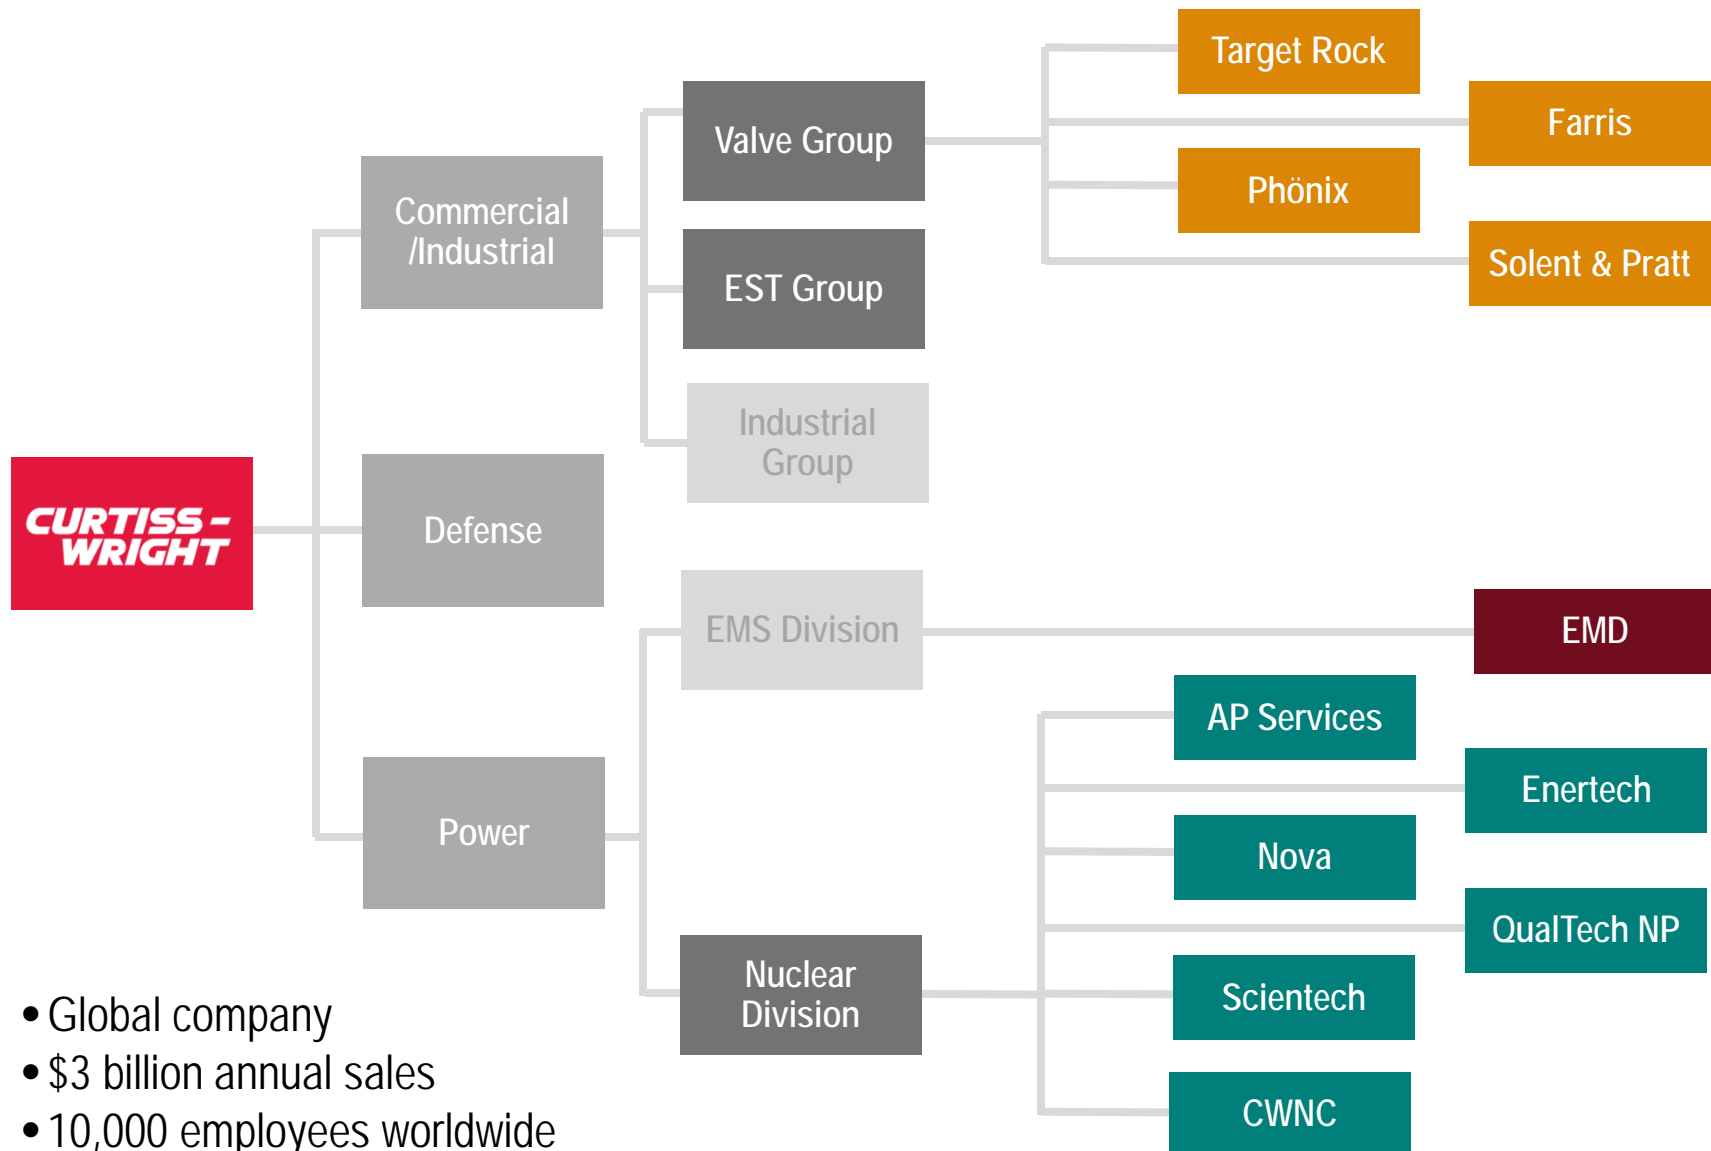 Target Rock
Farris
Valve Group
Phönix
Commercial
/Industrial
Solent & Pratt
EST Group
Industrial
Group
CURTISS-
WRIGHT
Defense
EMS Division
EMD
AP Services
Enertech
Power
Nova
QualTech NP
Nuclear
Division
Scientech
CWNC
• Global company
• $3 billion annual sales
• 10,000 employees worldwide